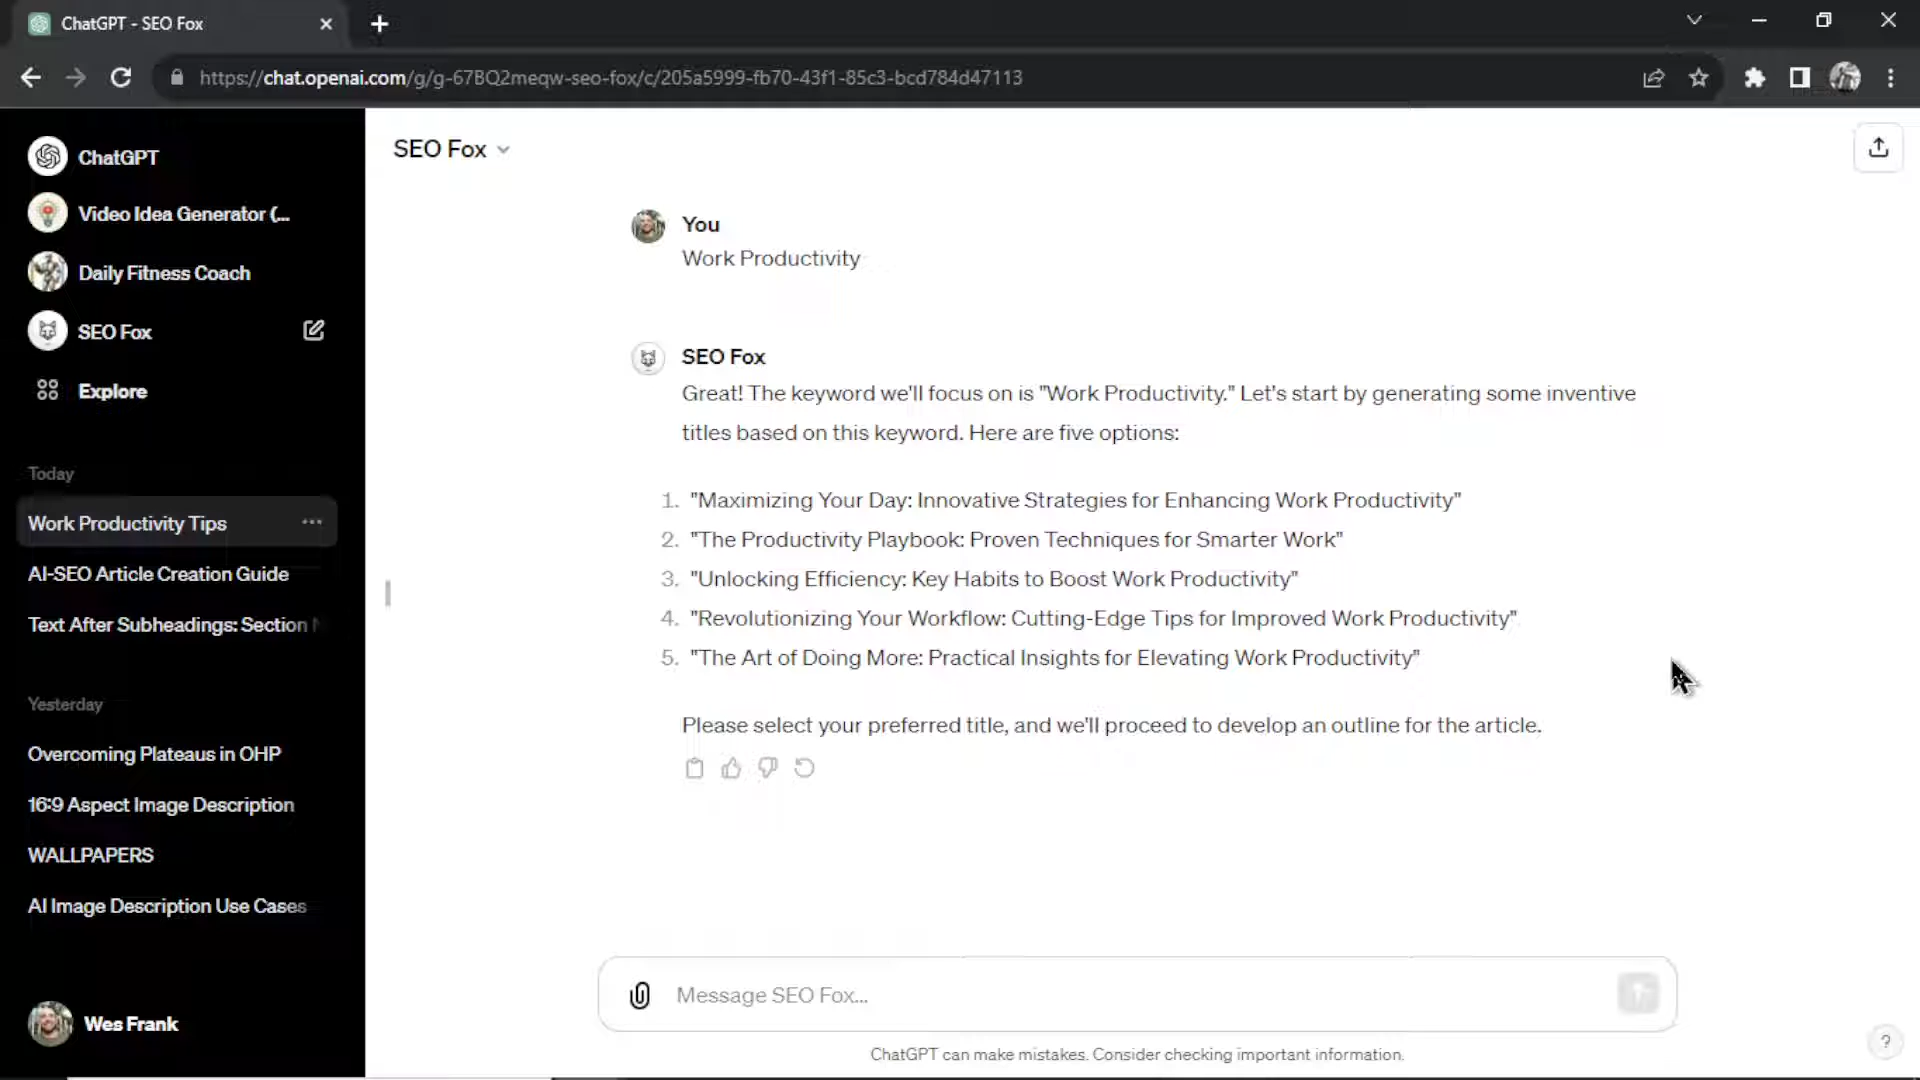 ChatGPT - SEO Fox
https://chat.openai.com/g/g-67BQ2meqw-seo-fox/c/205a5999-fb70-43f1-85c3-bcd784d47113
ChatGPT
Video Idea Generator (...
Daily Fitness Coach
SEO Fox
Explore
Today
Work Productivity Tips
AI-SEO Article Creation Guide
Text After Subheadings: Section
Yesterday
Overcoming Plateaus in OHP
16:9 Aspect Image Description
WALLPAPERS
AI Image Description Use Cases
Wes Frank
SEO Fox
You
Work Productivity
SEO Fox
Great! The keyword we'll focus on is "Work Productivity." Let's start by generating some inventive
titles based on this keyword. Here are five options:
1. "Maximizing Your Day: Innovative Strategies for Enhancing Work Productivity"
2. "The Productivity Playbook: Proven Techniques for Smarter Work"
3. "Unlocking Efficiency: Key Habits to Boost Work Productivity"
4. "Revolutionizing Your Workflow: Cutting-Edge Tips for Improved Work Productivity"
5. "The Art of Doing More: Practical Insights for Elevating Work Productivity"
Please select your preferred title, and we'll proceed to develop an outline for the article.
Message SEO Fox...
ChatGPT can make mistakes. Consider checking important information.
?